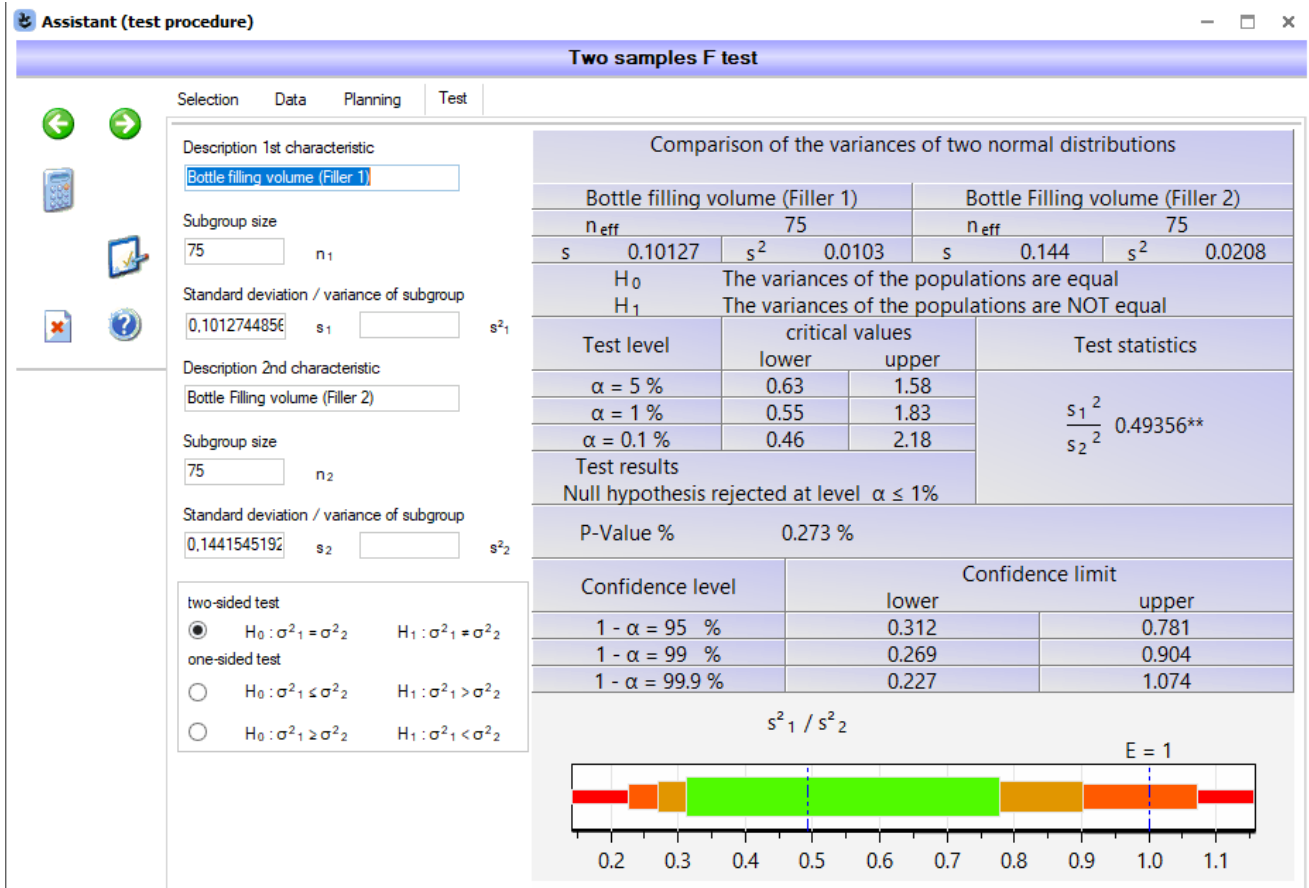 Assistant (test procedure)
Two samples F test
Selection Data Planning Test
Description 1st characteristic
Bottle filling volume (Filler 1)
Subgroup size
75 n₁
Standard deviation / variance of subgroup
0,1012744856 s₁ s²₁
Description 2nd characteristic
Bottle Filling volume (Filler 2)
Subgroup size
75 n₂
Standard deviation / variance of subgroup
0,1441545192 s₂ s²₂
two-sided test
H₀ : σ²₁ = σ²₂ H₁ : σ²₁ ≠ σ²₂
one-sided test
H₀ : σ²₁ ≤ σ²₂ H₁ : σ²₁ > σ²₂
H₀ : σ²₁ ≥ σ²₂ H₁ : σ²₁ < σ²₂
Comparison of the variances of two normal distributions
Bottle filling volume (Filler 1) Bottle Filling volume (Filler 2)
n eff 75 n eff 75
s 0.10127 s² 0.0103 s 0.144 s² 0.0208
H₀ The variances of the populations are equal
H₁ The variances of the populations are NOT equal
Test level critical values Test statistics
lower upper
α = 5 % 0.63 1.58
α = 1 % 0.55 1.83
α = 0.1 % 0.46 2.18
s₁²
s₂² 0.49356**
Test results
Null hypothesis rejected at level α ≤ 1%
P-Value % 0.273 %
Confidence level Confidence limit
lower upper
1 - α = 95 % 0.312 0.781
1 - α = 99 % 0.269 0.904
1 - α = 99.9 % 0.227 1.074
s²₁ / s²₂
E = 1
0.2 0.3 0.4 0.5 0.6 0.7 0.8 0.9 1.0 1.1